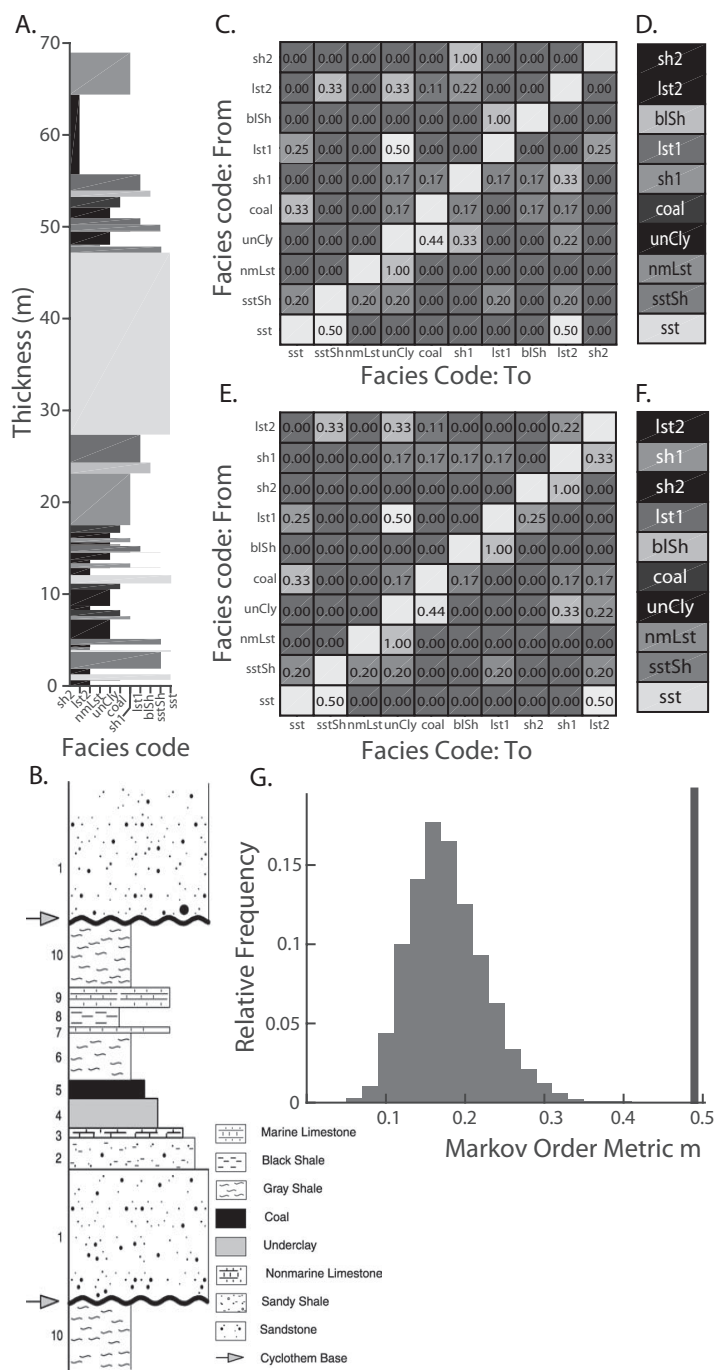 A.
70
60
50
40
30
20
10
0
Thickness (m)
sh2
lst2
nmLst
unCly
coal
sh1
lst1
blSh
sstSh
sst
Facies code
C.
Facies code: From
sh2 0.00 0.00 0.00 0.00 0.00 1.00 0.00 0.00 0.00
lst2 0.00 0.33 0.00 0.33 0.11 0.22 0.00 0.00 0.00
blSh 0.00 0.00 0.00 0.00 0.00 0.00 1.00 0.00 0.00
lst1 0.25 0.00 0.00 0.50 0.00 0.00 0.00 0.00 0.25
sh1 0.00 0.00 0.00 0.17 0.17 0.17 0.17 0.33 0.00
coal 0.33 0.00 0.00 0.17 0.17 0.00 0.17 0.17 0.00
unCly 0.00 0.00 0.00 0.44 0.33 0.00 0.00 0.22 0.00
nmLst 0.00 0.00 1.00 0.00 0.00 0.00 0.00 0.00 0.00
sstSh 0.20 0.20 0.20 0.00 0.00 0.20 0.00 0.20 0.00
sst 0.50 0.00 0.00 0.00 0.00 0.00 0.00 0.50 0.00
sst sstSh nmLst unCly coal sh1 lst1 blSh lst2 sh2
Facies Code: To
D.
sh2
lst2
blSh
lst1
sh1
coal
unCly
nmLst
sstSh
sst
E.
Facies code: From
lst2 0.00 0.33 0.00 0.33 0.11 0.00 0.00 0.00 0.22
sh1 0.00 0.00 0.00 0.17 0.17 0.17 0.17 0.00 0.33
sh2 0.00 0.00 0.00 0.00 0.00 0.00 0.00 1.00 0.00
lst1 0.25 0.00 0.00 0.50 0.00 0.00 0.25 0.00 0.00
blSh 0.00 0.00 0.00 0.00 0.00 1.00 0.00 0.00 0.00
coal 0.33 0.00 0.00 0.17 0.17 0.00 0.00 0.17 0.17
unCly 0.00 0.00 0.00 0.44 0.00 0.00 0.00 0.33 0.22
nmLst 0.00 0.00 1.00 0.00 0.00 0.00 0.00 0.00 0.00
sstSh 0.20 0.20 0.20 0.00 0.00 0.20 0.00 0.00 0.20
sst 0.50 0.00 0.00 0.00 0.00 0.00 0.00 0.00 0.50
sst sstSh nmLst unCly coal blSh lst1 sh2 sh1 lst2
Facies Code: To
F.
lst2
sh1
sh2
lst1
blSh
coal
unCly
nmLst
sstSh
sst
B.
1
10
9
8
7
6
5
4
3
2
1
10
Marine Limestone
Black Shale
Gray Shale
Coal
Underclay
Nonmarine Limestone
Sandy Shale
Sandstone
Cyclothem Base
G.
Relative Frequency
0.15
0.1
0.05
0
0.1 0.2 0.3 0.4 0.5
Markov Order Metric m